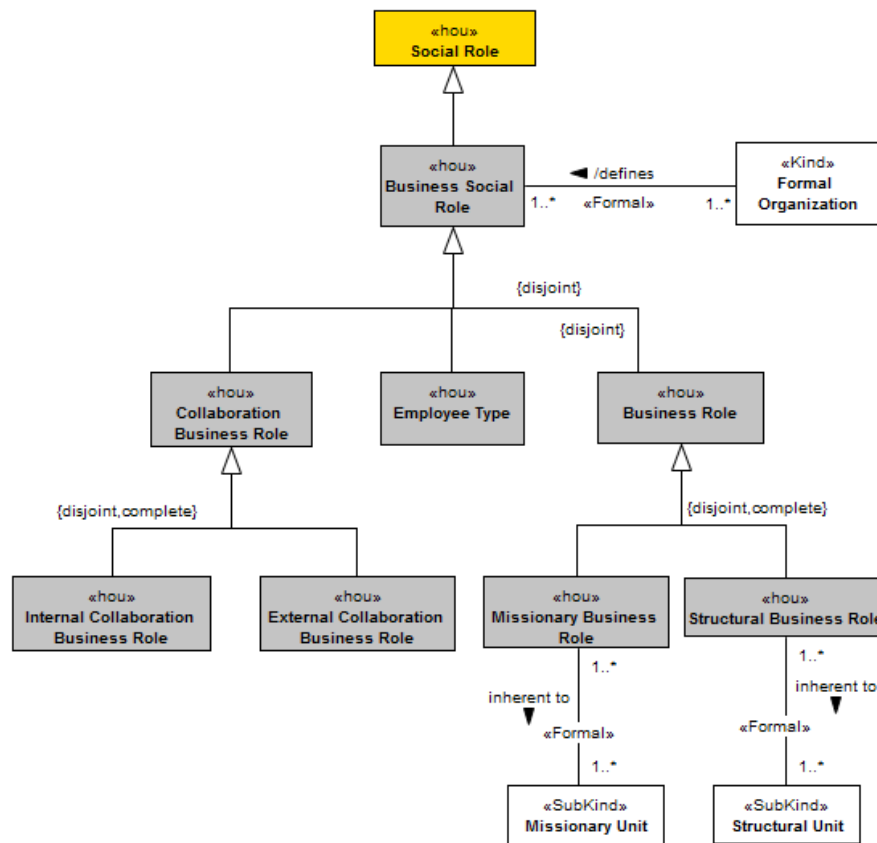 «hou»
Social Role
«hou»
Business Social
Role
◄ /defines
1..*
«Formal»
1..*
«Kind»
Formal
Organization
{disjoint}
{disjoint}
«hou»
Collaboration
Business Role
«hou»
Employee Type
«hou»
Business Role
{disjoint,complete}
{disjoint,complete}
«hou»
Internal Collaboration
Business Role
«hou»
External Collaboration
Business Role
«hou»
Missionary Business
Role
«hou»
Structural Business Role
1..*
inherent to
«Formal»
1..*
1..*
inherent to
«Formal»
1..*
«SubKind»
Missionary Unit
«SubKind»
Structural Unit